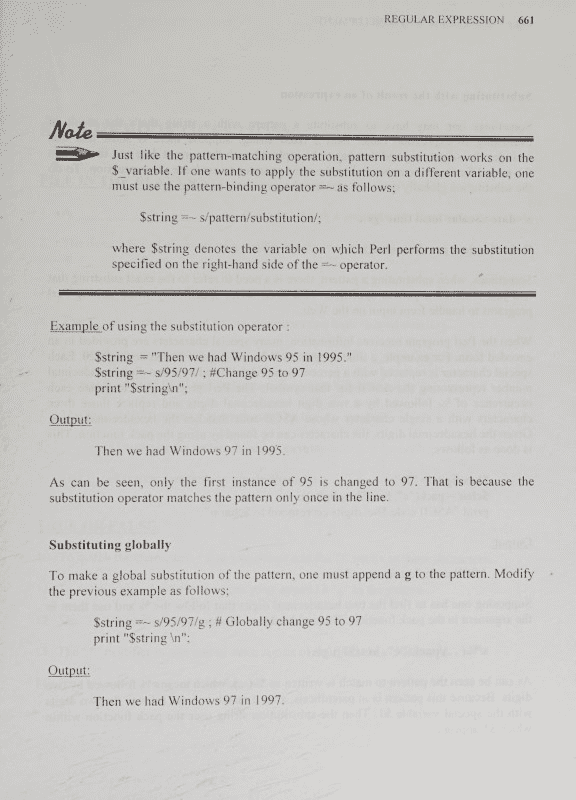 REGULAR EXPRESSION 661
Note
Just like the pattern-matching operation, pattern substitution works on the
$_variable. If one wants to apply the substitution on a different variable, one
must use the pattern-binding operator =~ as follows;
$string =~ s/pattern/substitution/;
where $string denotes the variable on which Perl performs the substitution
specified on the right-hand side of the =~ operator.
Example of using the substitution operator :
$string = "Then we had Windows 95 in 1995."
$string =~ s/95/97/ ; #Change 95 to 97
print "$string\n";
Output:
Then we had Windows 97 in 1995.
As can be seen, only the first instance of 95 is changed to 97. That is because the
substitution operator matches the pattern only once in the line.
Substituting globally
To make a global substitution of the pattern, one must append a g to the pattern. Modify
the previous example as follows;
$string =~ s/95/97/g ; # Globally change 95 to 97
print "$string \n";
Output:
Then we had Windows 97 in 1997.